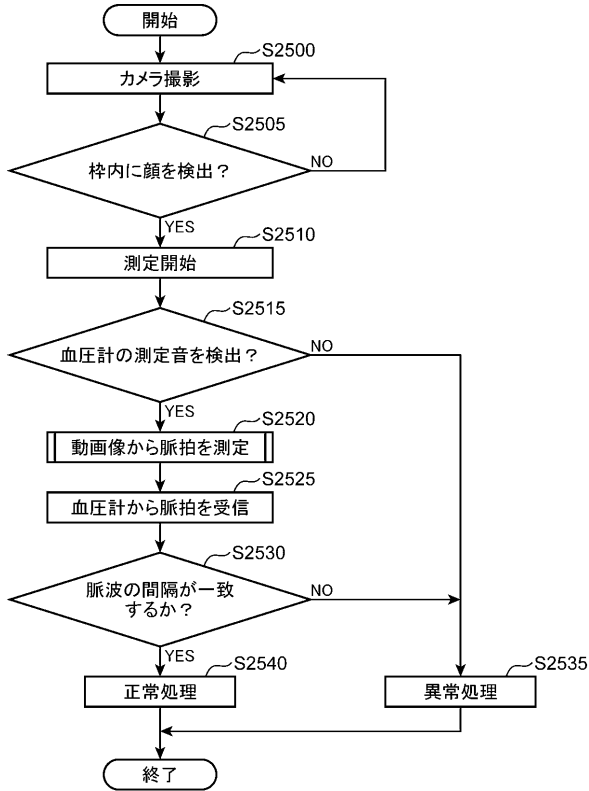 開始
S2500
カメラ撮影
S2505
枠内に顔を検出？
NO
YES
S2510
測定開始
S2515
血圧計の測定音を検出？
NO
YES
S2520
動画像から脈拍を測定
S2525
血圧計から脈拍を受信
S2530
脈波の間隔が一致
するか？
NO
YES
S2540
正常処理
S2535
異常処理
終了